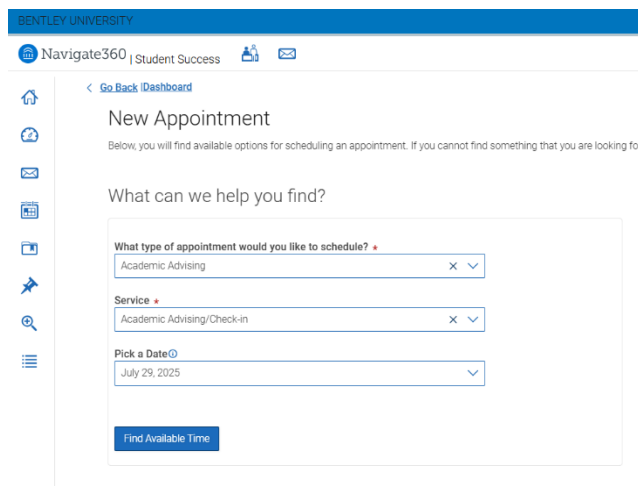 BENTLEY UNIVERSITY
Navigate360 | Student Success
Go Back |Dashboard
New Appointment
Below, you will find available options for scheduling an appointment. If you cannot find something that you are looking fo
What can we help you find?
What type of appointment would you like to schedule? *
Academic Advising
Service *
Academic Advising/Check-in
Pick a Date
July 29, 2025
Find Available Time